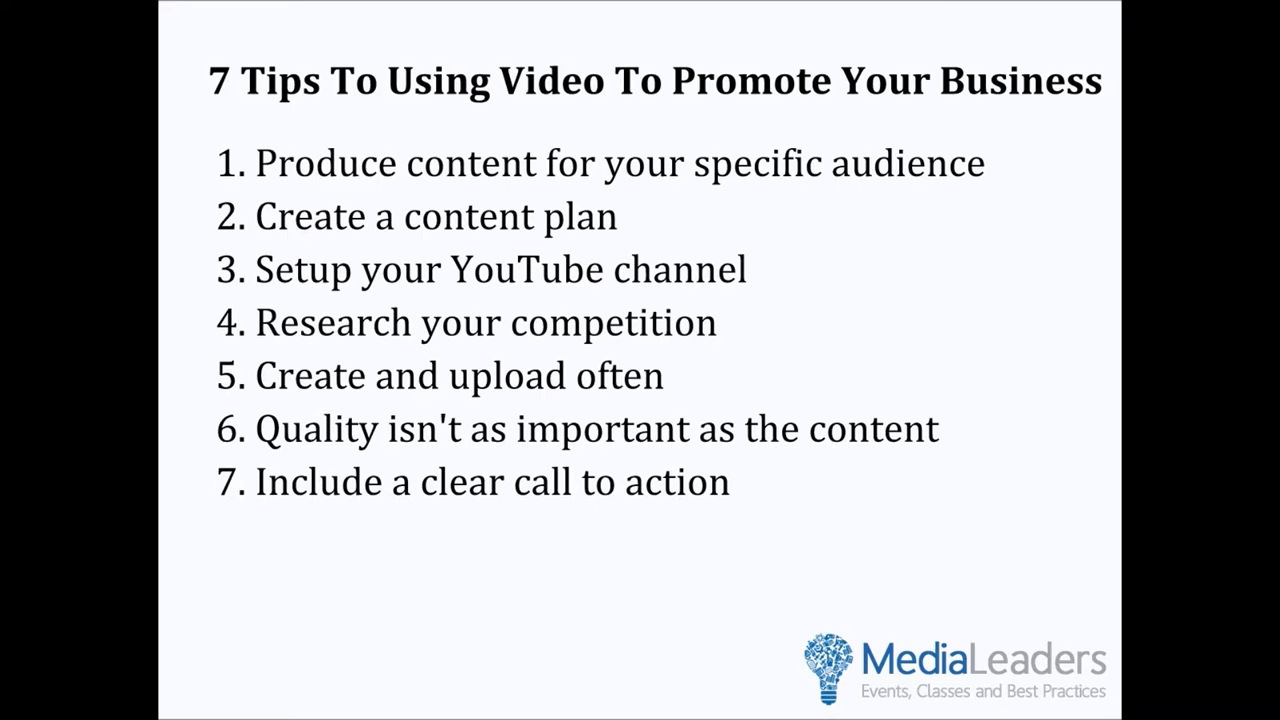 7 Tips To Using Video To Promote Your Business
1. Produce content for your specific audience
2. Create a content plan
3. Setup your YouTube channel
4. Research your competition
5. Create and upload often
6. Quality isn't as important as the content
7. Include a clear call to action
MediaLeaders
Events, Classes and Best Practices